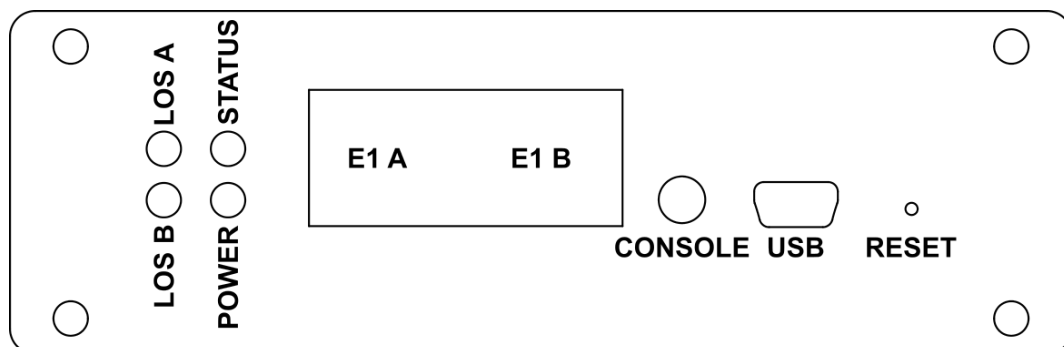 LOS A
STATUS
LOS B
POWER
E1 A
E1 B
CONSOLE
USB
RESET